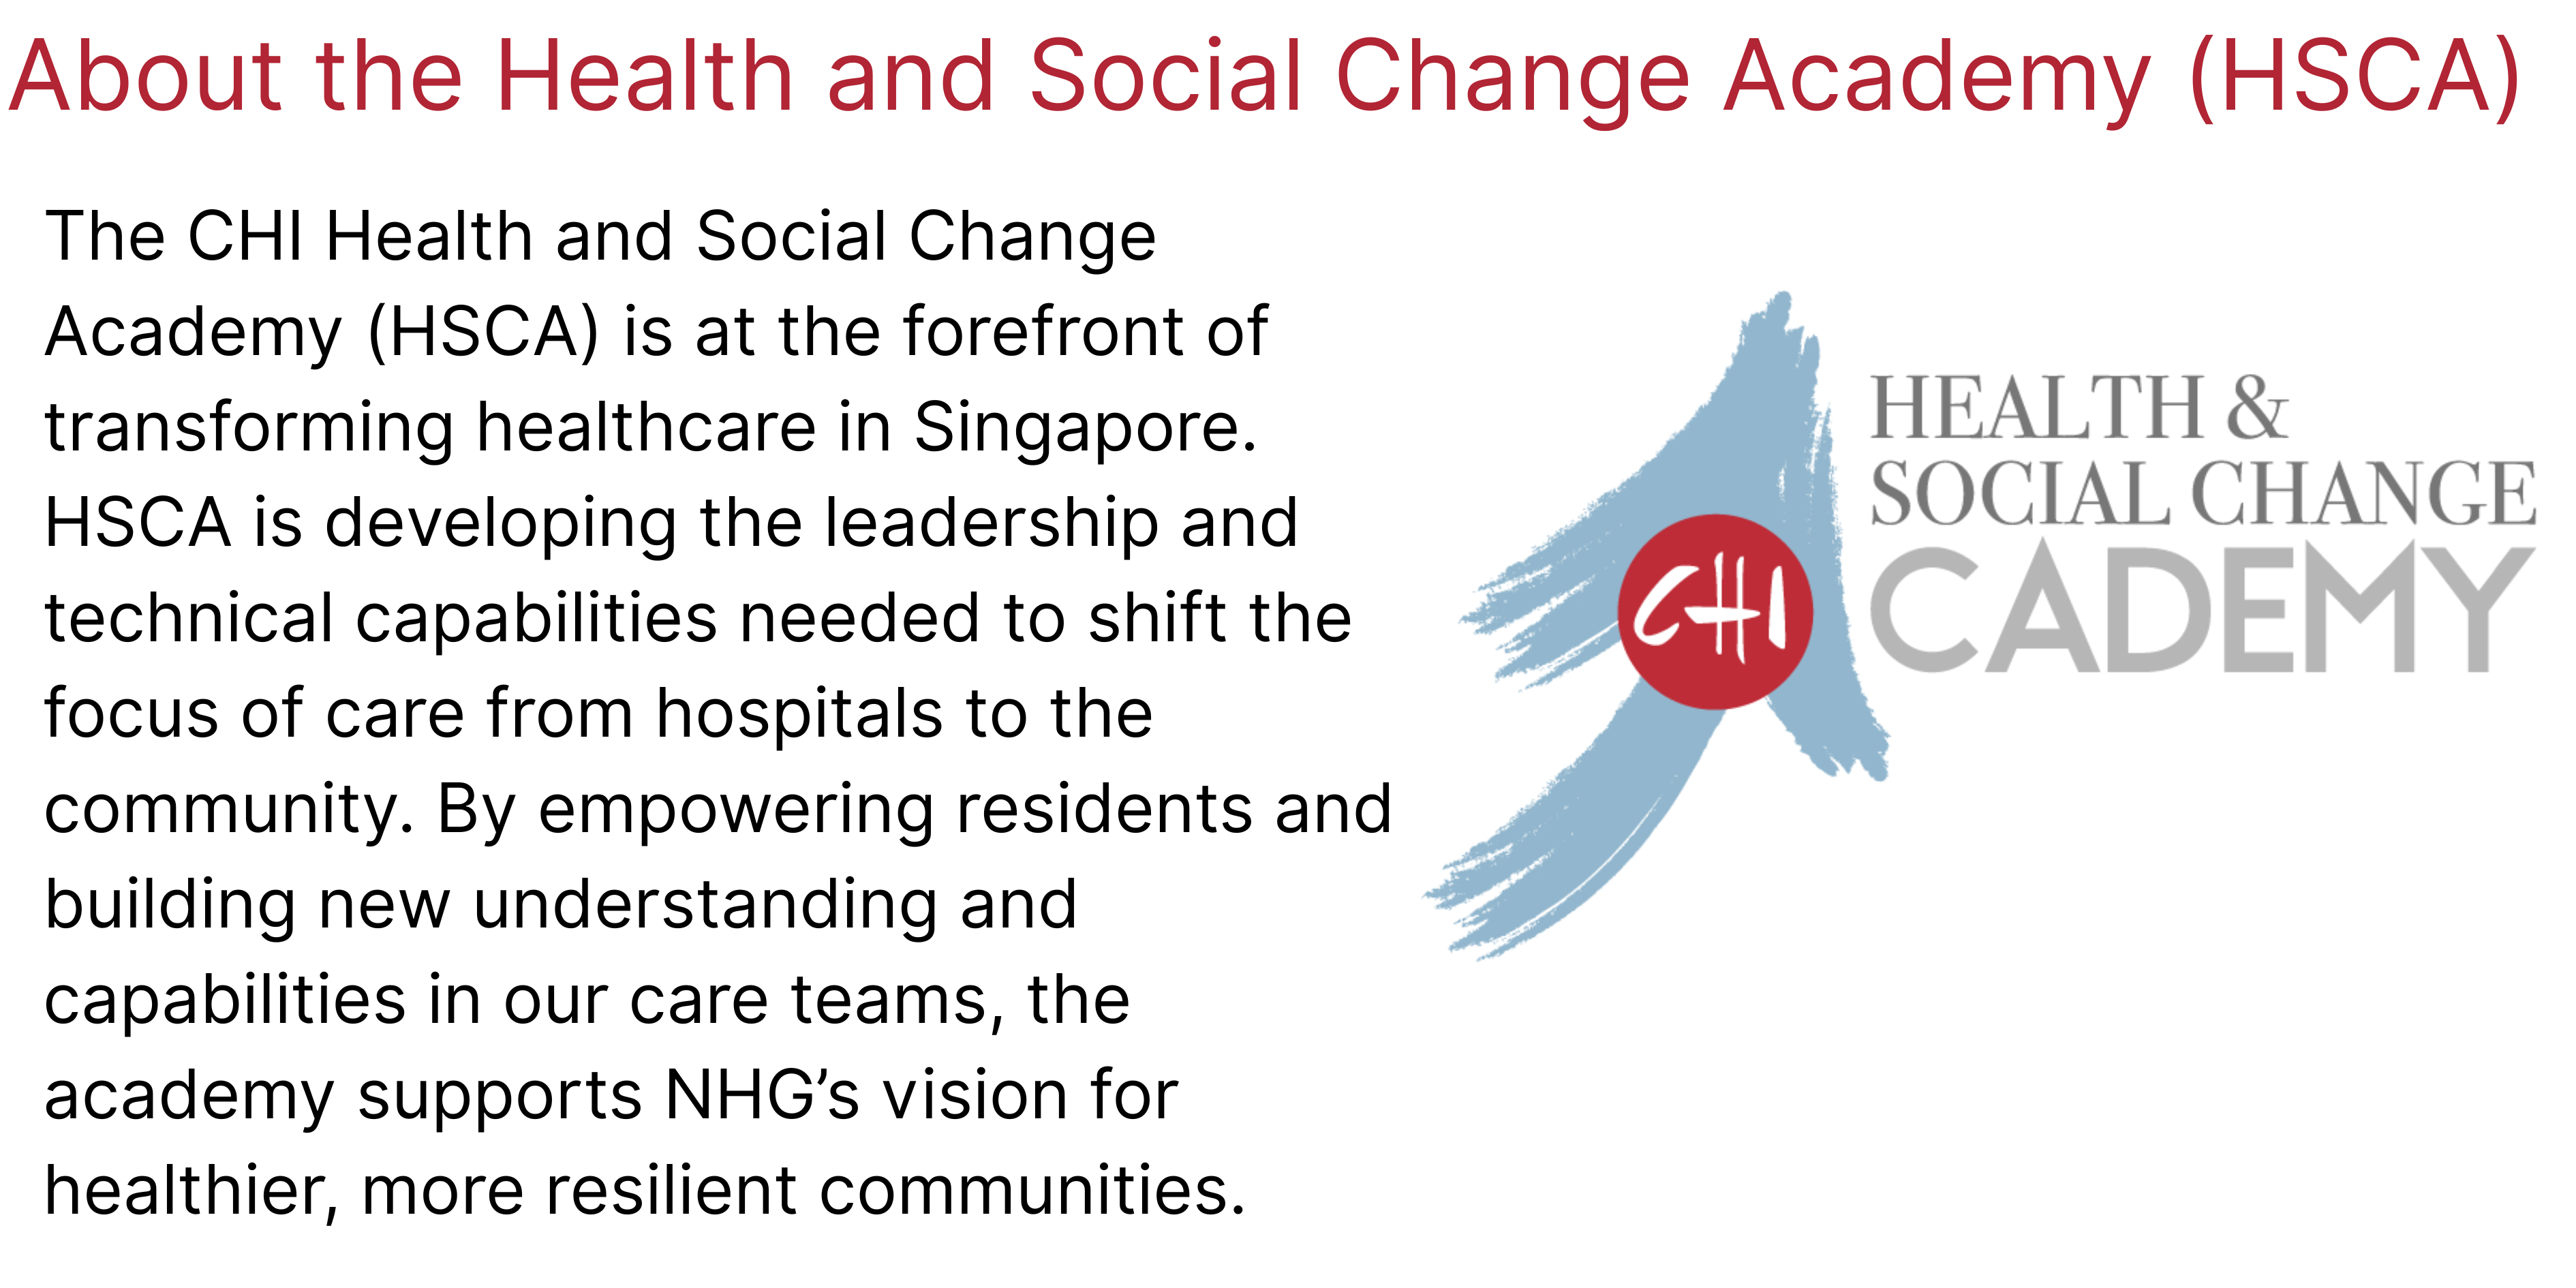 About the Health and Social Change Academy (HSCA)
The CHI Health and Social Change
Academy (HSCA) is at the forefront of
transforming healthcare in Singapore.
HSCA is developing the leadership and
technical capabilities needed to shift the
focus of care from hospitals to the
community. By empowering residents and
building new understanding and
capabilities in our care teams, the
academy supports NHG’s vision for
healthier, more resilient communities.
CHI
HEALTH &
SOCIAL CHANGE
CADEMY